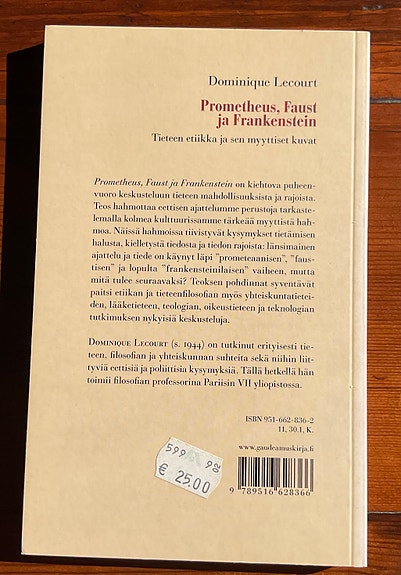 Dominique Lecourt
Prometheus, Faust
ja Frankenstein
Tieteen etiikka ja sen myyttiset kuvat
Prometheus, Faust ja Frankenstein on kiehtova puheen-
vuoro keskusteluun tieteen mahdollisuuksista ja rajoista.
Teos hahmottaa eettisen ajattelumme perustoja tarkaste-
lemalla kolmea kulttuurissamme tärkeää myyttistä hah-
moa. Näissä hahmoissa tiivistyvät kysymykset tietämisen
halusta, kielletystä tiedosta ja tiedon rajoista: länsimainen
ajattelu ja tiede on käynyt läpi "prometeaanisen", "faus-
tisen" ja lopulta "frankensteinilaisen" vaiheen, mutta
mitä tulee seuraavaksi? Teoksen pohdinnat syventävät
paitsi etiikan ja tieteenfilosofian myös yhteiskuntatietei-
den, lääketieteen, teologian, oikeustieteen ja teknologian
tutkimuksen nykyisiä keskusteluja.
DOMINIQUE LECOURT (s. 1944) on tutkinut erityisesti tie-
teen, filosofian ja yhteiskunnan suhteita sekä niihin liit-
tyviä eettisiä ja poliittisia kysymyksiä. Tällä hetkellä hän
toimii filosofian professorina Pariisin VII yliopistossa.
ISBN 951-662-836-2
11, 30.1, K.
www.gaudeamuskirja.fi
599 90
€ 25.00
9 789516 628366